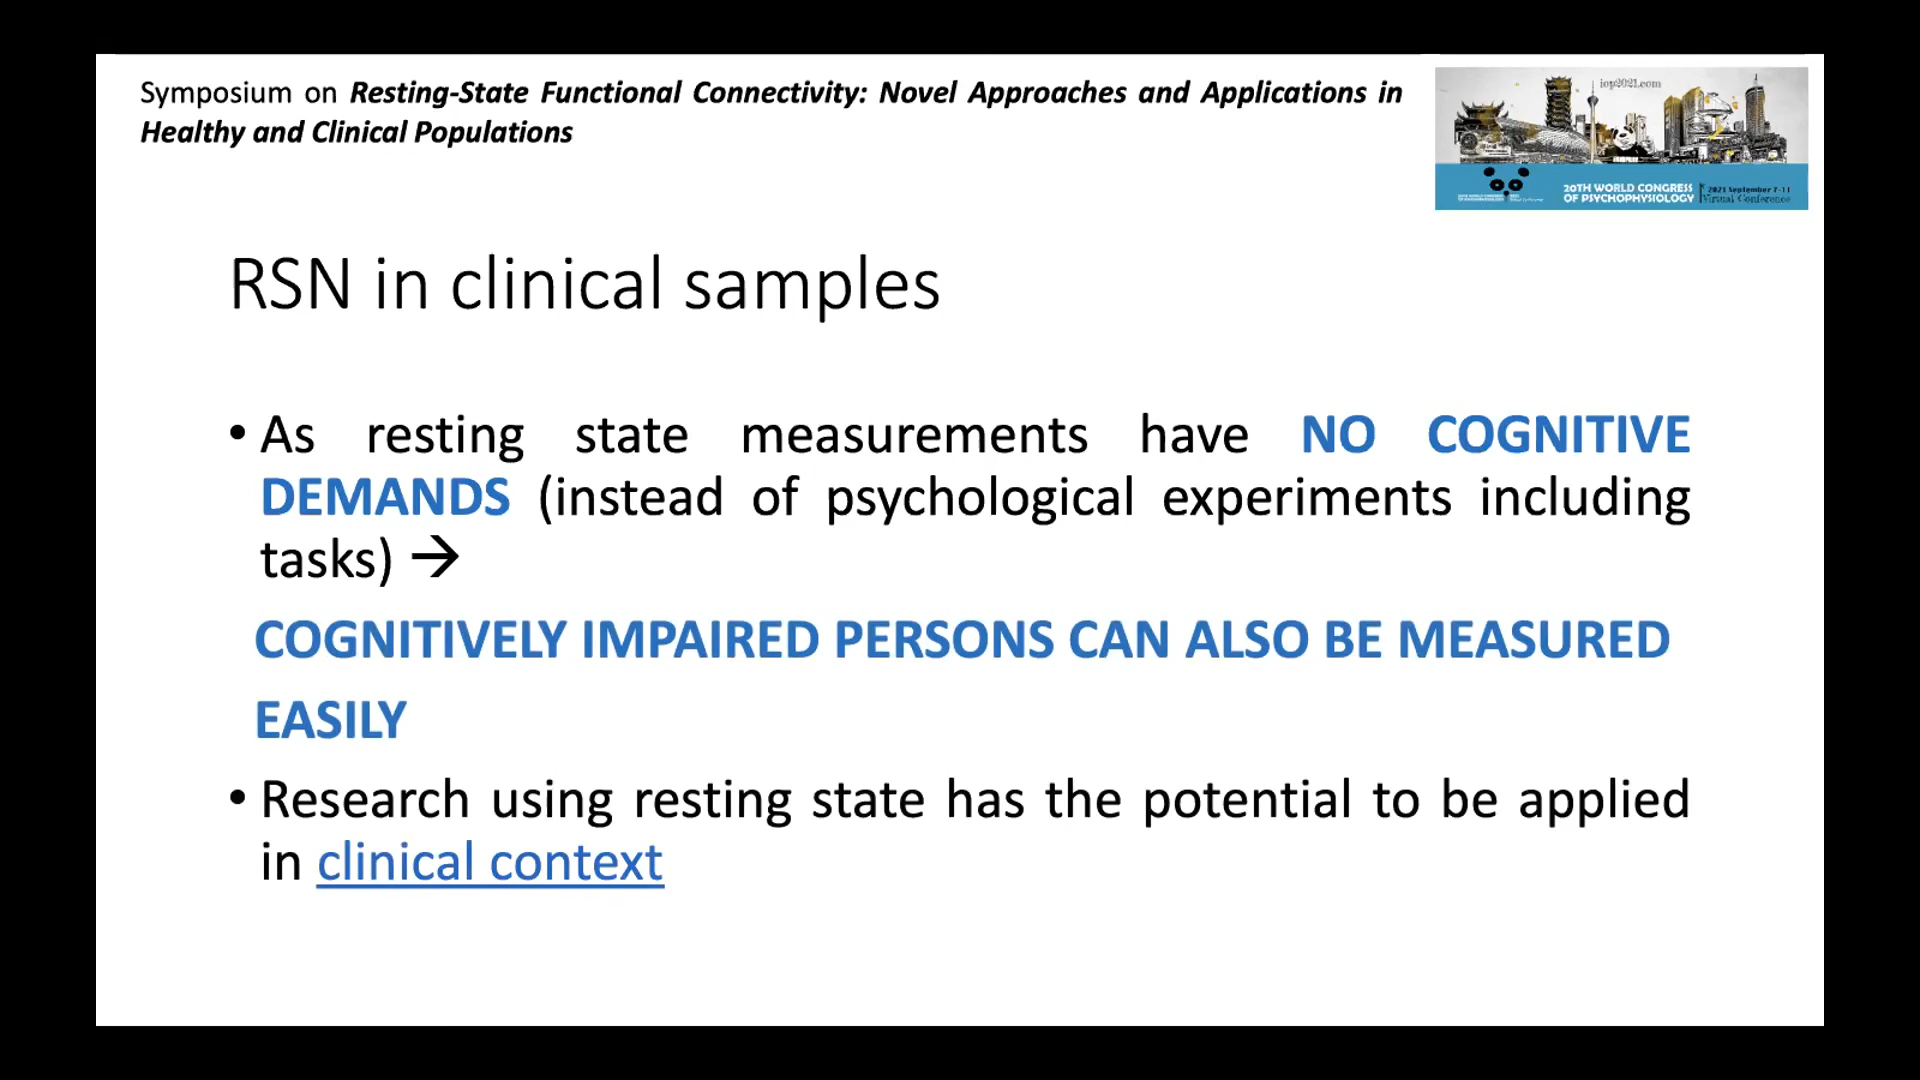 Symposium on Resting-State Functional Connectivity: Novel Approaches and Applications in
Healthy and Clinical Populations
iop2021.com
20TH WORLD CONGRESS
OF PSYCHOPHYSIOLOGY
2021 September 7-11
Virtual Conference
RSN in clinical samples
• As resting state measurements have NO COGNITIVE
DEMANDS (instead of psychological experiments including
tasks) →
COGNITIVELY IMPAIRED PERSONS CAN ALSO BE MEASURED
EASILY
• Research using resting state has the potential to be applied
in clinical context